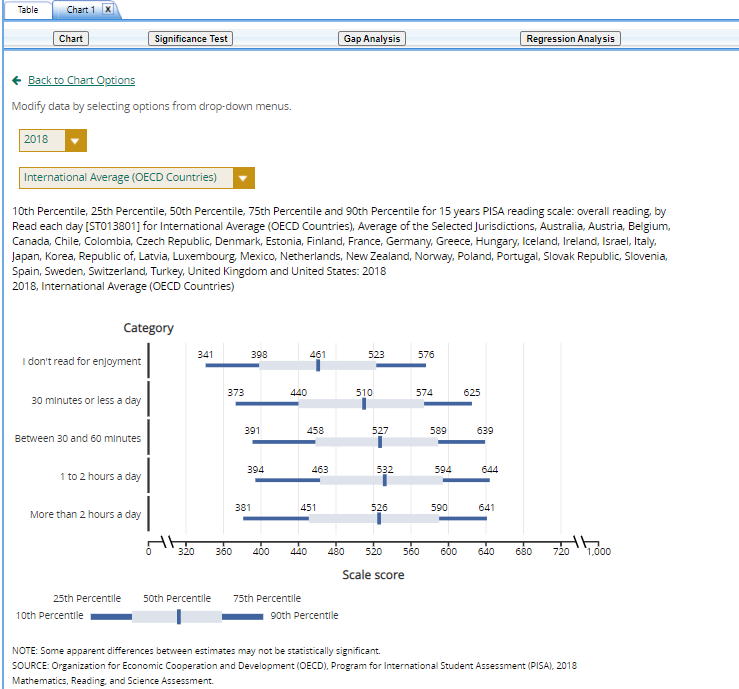 Table Chart 1 X
Chart Significance Test Gap Analysis Regression Analysis
Back to Chart Options
Modify data by selecting options from drop-down menus.
2018
International Average (OECD Countries)
10th Percentile, 25th Percentile, 50th Percentile, 75th Percentile and 90th Percentile for 15 years PISA reading scale: overall reading, by
Read each day [ST013801] for International Average (OECD Countries), Average of the Selected Jurisdictions, Australia, Austria, Belgium,
Canada, Chile, Colombia, Czech Republic, Denmark, Estonia, Finland, France, Germany, Greece, Hungary, Iceland, Ireland, Israel, Italy,
Japan, Korea, Republic of, Latvia, Luxembourg, Mexico, Netherlands, New Zealand, Norway, Poland, Portugal, Slovak Republic, Slovenia,
Spain, Sweden, Switzerland, Turkey, United Kingdom and United States: 2018
2018, International Average (OECD Countries)
Category
I don't read for enjoyment 341 398 461 523 576
30 minutes or less a day 373 440 510 574 625
Between 30 and 60 minutes 391 458 527 589 639
1 to 2 hours a day 394 463 532 594 644
More than 2 hours a day 381 451 526 590 641
0 320 360 400 440 480 520 560 600 640 680 720 1,000
Scale score
25th Percentile 50th Percentile 75th Percentile
10th Percentile 90th Percentile
NOTE: Some apparent differences between estimates may not be statistically significant.
SOURCE: Organization for Economic Cooperation and Development (OECD), Program for International Student Assessment (PISA), 2018
Mathematics, Reading, and Science Assessment.